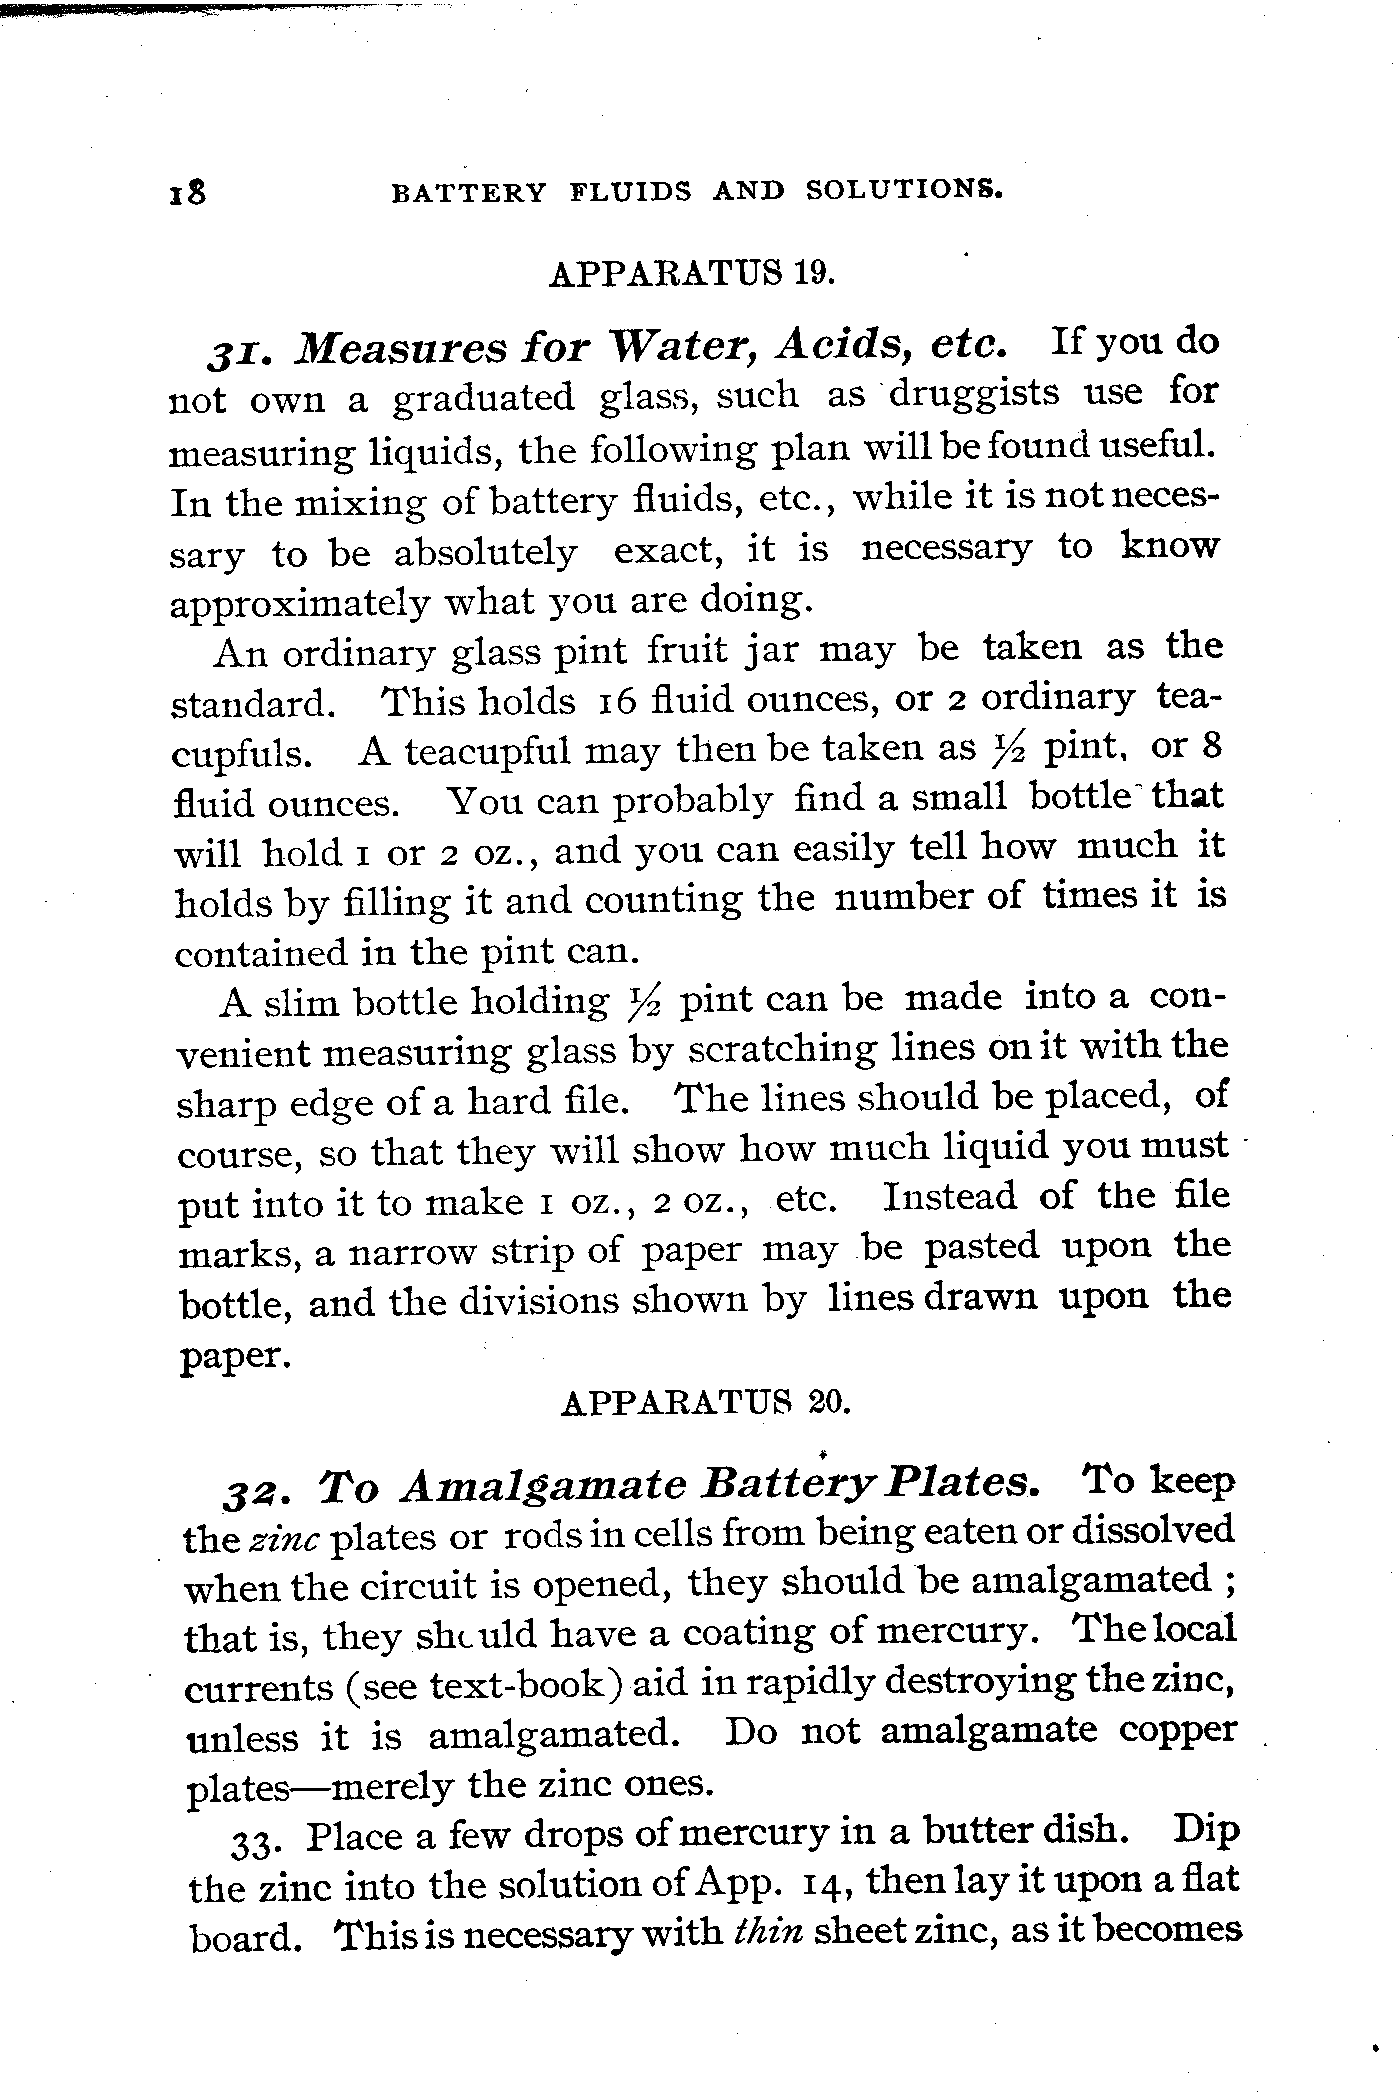 18 BATTERY FLUIDS AND SOLUTIONS.
APPARATUS 19.
31. Measures for Water, Acids, etc. If you do
not own a graduated glass, such as druggists use for
measuring liquids, the following plan will be found useful.
In the mixing of battery fluids, etc., while it is not neces-
sary to be absolutely exact, it is necessary to know
approximately what you are doing.
An ordinary glass pint fruit jar may be taken as the
standard. This holds 16 fluid ounces, or 2 ordinary tea-
cupfuls. A teacupful may then be taken as ½ pint, or 8
fluid ounces. You can probably find a small bottle that
will hold 1 or 2 oz., and you can easily tell how much it
holds by filling it and counting the number of times it is
contained in the pint can.
A slim bottle holding ½ pint can be made into a con-
venient measuring glass by scratching lines on it with the
sharp edge of a hard file. The lines should be placed, of
course, so that they will show how much liquid you must
put into it to make 1 oz., 2 oz., etc. Instead of the file
marks, a narrow strip of paper may be pasted upon the
bottle, and the divisions shown by lines drawn upon the
paper.
APPARATUS 20.
32. To Amalgamate Battery Plates. To keep
the zinc plates or rods in cells from being eaten or dissolved
when the circuit is opened, they should be amalgamated ;
that is, they should have a coating of mercury. The local
currents (see text-book) aid in rapidly destroying the zinc,
unless it is amalgamated. Do not amalgamate copper
plates—merely the zinc ones.
33. Place a few drops of mercury in a butter dish. Dip
the zinc into the solution of App. 14, then lay it upon a flat
board. This is necessary with thin sheet zinc, as it becomes